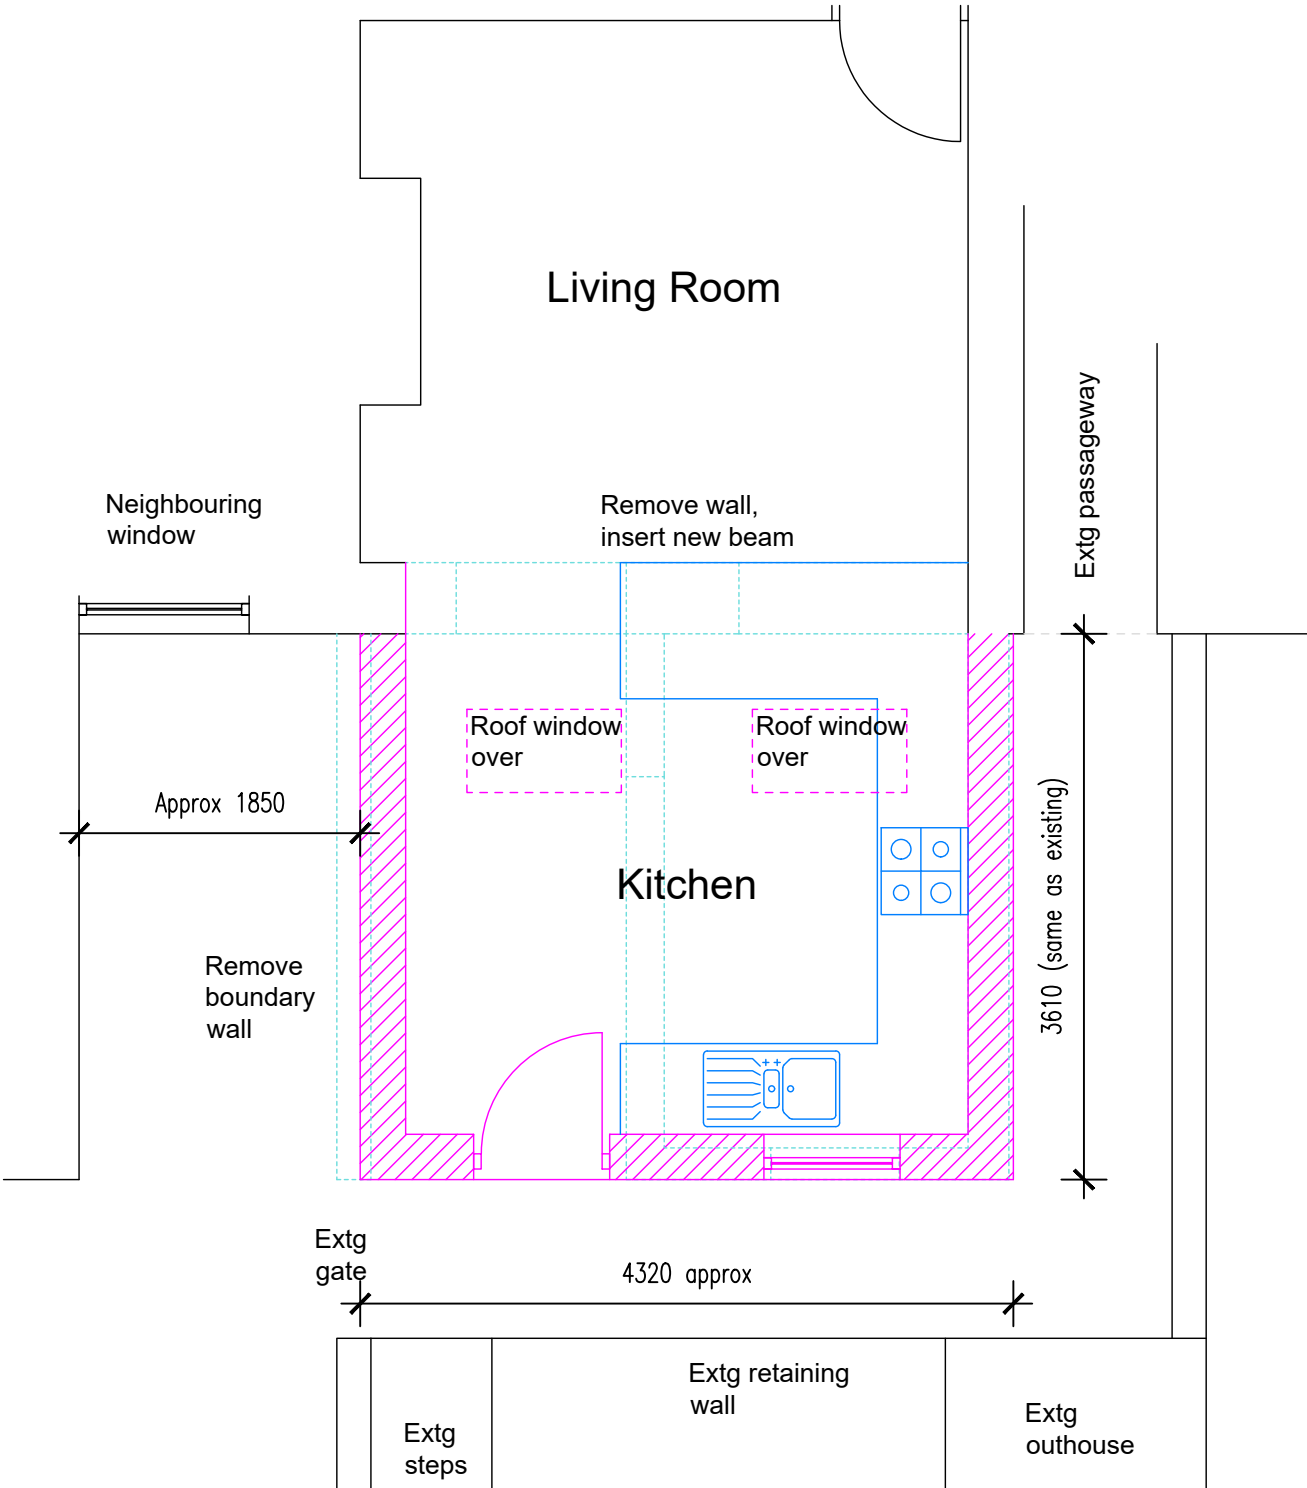 Living Room
Extg passageway
Neighbouring
window
Remove wall,
insert new beam
Roof window
over
Roof window
over
Approx 1850
Kitchen
3610 (same as existing)
Remove
boundary
wall
Extg
gate
4320 approx
Extg retaining
wall
Extg
steps
Extg
outhouse